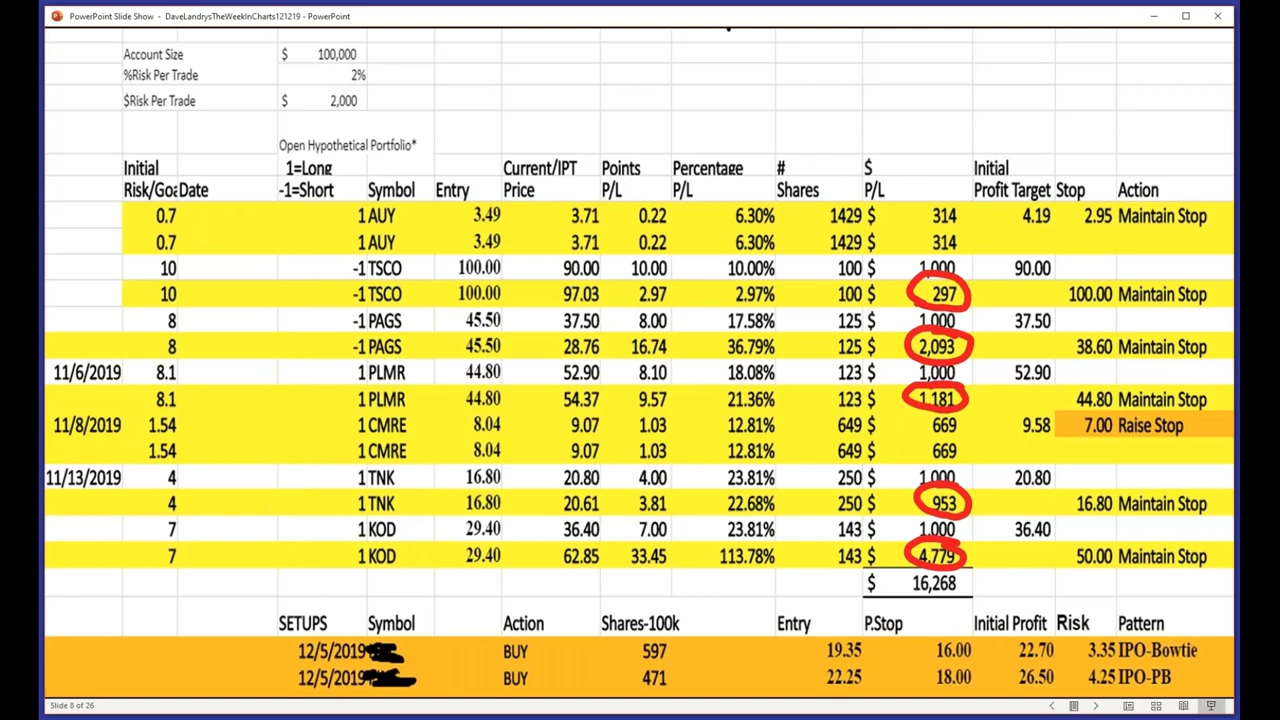 PowerPoint Slide Show - DaveLandrysTheWeekInCharts121219 - PowerPoint
Account Size $ 100,000
%Risk Per Trade 2%
$Risk Per Trade $ 2,000
Open Hypothetical Portfolio*
Initial 1=Long Current/IPT Points Percentage # $ Initial
Risk/Goa Date -1=Short Symbol Entry Price P/L P/L Shares P/L Profit Target Stop Action
0.7 1 AUY 3.49 3.71 0.22 6.30% 1429 $ 314 4.19 2.95 Maintain Stop
0.7 1 AUY 3.49 3.71 0.22 6.30% 1429 $ 314
10 -1 TSCO 100.00 90.00 10.00 10.00% 100 $ 1,000 90.00
10 -1 TSCO 100.00 97.03 2.97 2.97% 100 $ 297 100.00 Maintain Stop
8 -1 PAGS 45.50 37.50 8.00 17.58% 125 $ 1,000 37.50
8 -1 PAGS 45.50 28.76 16.74 36.79% 125 $ 2,093 38.60 Maintain Stop
11/6/2019 8.1 1 PLMR 44.80 52.90 8.10 18.08% 123 $ 1,000 52.90
8.1 1 PLMR 44.80 54.37 9.57 21.36% 123 $ 1,181 44.80 Maintain Stop
11/8/2019 1.54 1 CMRE 8.04 9.07 1.03 12.81% 649 $ 669 9.58 7.00 Raise Stop
1.54 1 CMRE 8.04 9.07 1.03 12.81% 649 $ 669
11/13/2019 4 1 TNK 16.80 20.80 4.00 23.81% 250 $ 1,000 20.80
4 1 TNK 16.80 20.61 3.81 22.68% 250 $ 953 16.80 Maintain Stop
7 1 KOD 29.40 36.40 7.00 23.81% 143 $ 1,000 36.40
7 1 KOD 29.40 62.85 33.45 113.78% 143 $ 4,779 50.00 Maintain Stop
$ 16,268
SETUPS Symbol Action Shares-100k Entry P.Stop Initial Profit Risk Pattern
12/5/2019 BUY 597 19.35 16.00 22.70 3.35 IPO-Bowtie
12/5/2019 BUY 471 22.25 18.00 26.50 4.25 IPO-PB
Slide 8 of 26